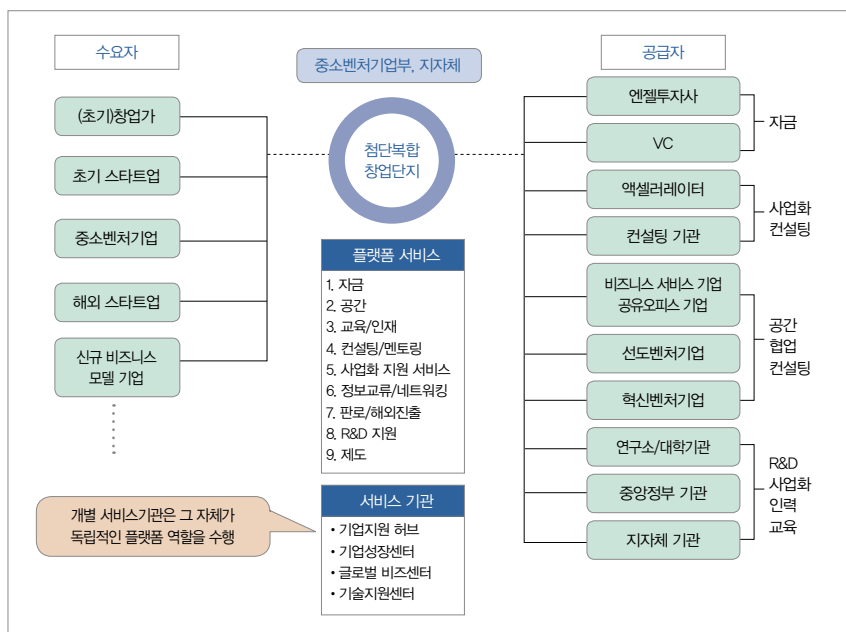 수요자
(초기)창업가
초기 스타트업
중소벤처기업
해외 스타트업
신규 비즈니스
모델 기업
중소벤처기업부, 지자체
첨단복합
창업단지
플랫폼 서비스
1. 자금
2. 공간
3. 교육/인재
4. 컨설팅/멘토링
5. 사업화 지원 서비스
6. 정보교류/네트워킹
7. 판로/해외진출
8. R&D 지원
9. 제도
서비스 기관
• 기업지원 허브
• 기업성장센터
• 글로벌 비즈센터
• 기술지원센터
개별 서비스기관은 그 자체가
독립적인 플랫폼 역할을 수행
공급자
엔젤투자사
VC
자금
액셀러레이터
컨설팅 기관
사업화
컨설팅
비즈니스 서비스 기업
공유오피스 기업
선도벤처기업
혁신벤처기업
공간
협업
컨설팅
연구소/대학기관
중앙정부 기관
지자체 기관
R&D
사업화
인력
교육